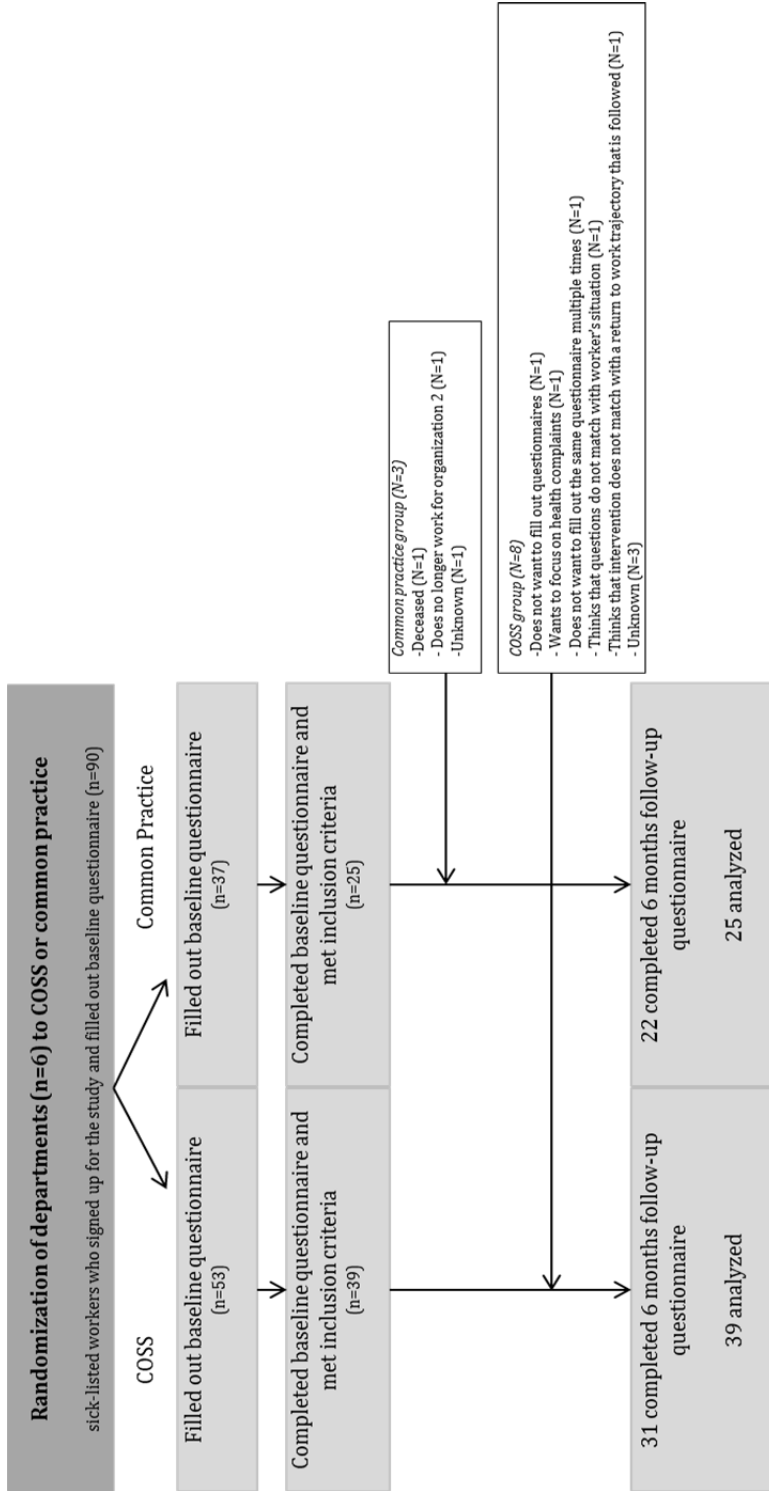 Randomization of departments (n=6) to COSS or common practice
sick-listed workers who signed up for the study and filled out baseline questionnaire (n=90)
COSS
Common Practice
Filled out baseline questionnaire
(n=53)
Filled out baseline questionnaire
(n=37)
Completed baseline questionnaire and
met inclusion criteria
(n=39)
Completed baseline questionnaire and
met inclusion criteria
(n=25)
Common practice group (N=3)
-Deceased (N=1)
- Does no longer work for organization 2 (N=1)
-Unknown (N=1)
COSS group (N=8)
-Does not want to fill out questionnaires (N=1)
- Wants to focus on health complaints (N=1)
- Does not want to fill out the same questionnaire multiple times (N=1)
- Thinks that questions do not match with worker's situation (N=1)
-Thinks that intervention does not match with a return to work trajectory that is followed (N=1)
- Unknown (N=3)
31 completed 6 months follow-up
questionnaire
39 analyzed
22 completed 6 months follow-up
questionnaire
25 analyzed